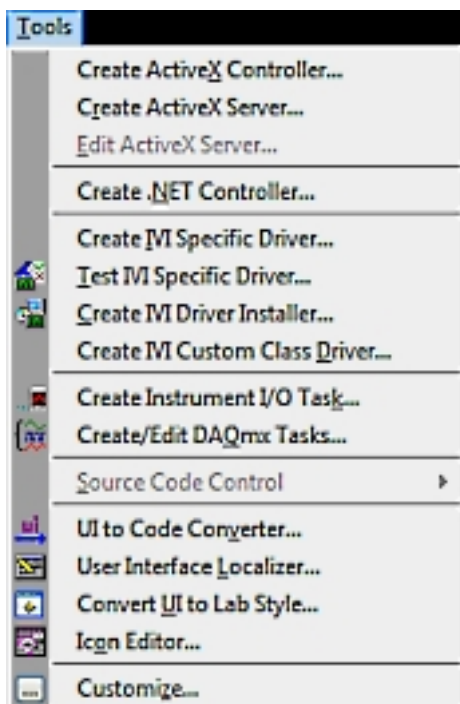 Tools
Create ActiveX Controller...
Create ActiveX Server...
Edit ActiveX Server...
Create .NET Controller...
Create IVI Specific Driver...
Test IVI Specific Driver...
Create IVI Driver Installer...
Create IVI Custom Class Driver...
Create Instrument I/O Task...
Create/Edit DAQmx Tasks...
Source Code Control
UI to Code Converter...
User Interface Localizer...
Convert UI to Lab Style...
Icon Editor...
Customize...